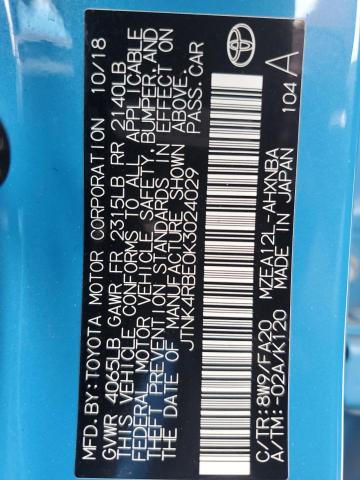 MFD. BY: TOYOTA MOTOR CORPORATION 10/18
GVWR 4065LB GAWR FR 2315LB RR 2140LB
THIS VEHICLE CONFORMS TO ALL APPLICABLE
FEDERAL MOTOR VEHICLE SAFETY, BUMPER, AND
THEFT PREVENTION STANDARDS IN EFFECT ON
THE DATE OF MANUFACTURE SHOWN ABOVE.
JTNK4RBE0K3024029 PASS. CAR
C/TR: 8W9/FA20 MZEA12L-AHXNBA
A/TM: -02A/K120 MADE IN JAPAN 104 A